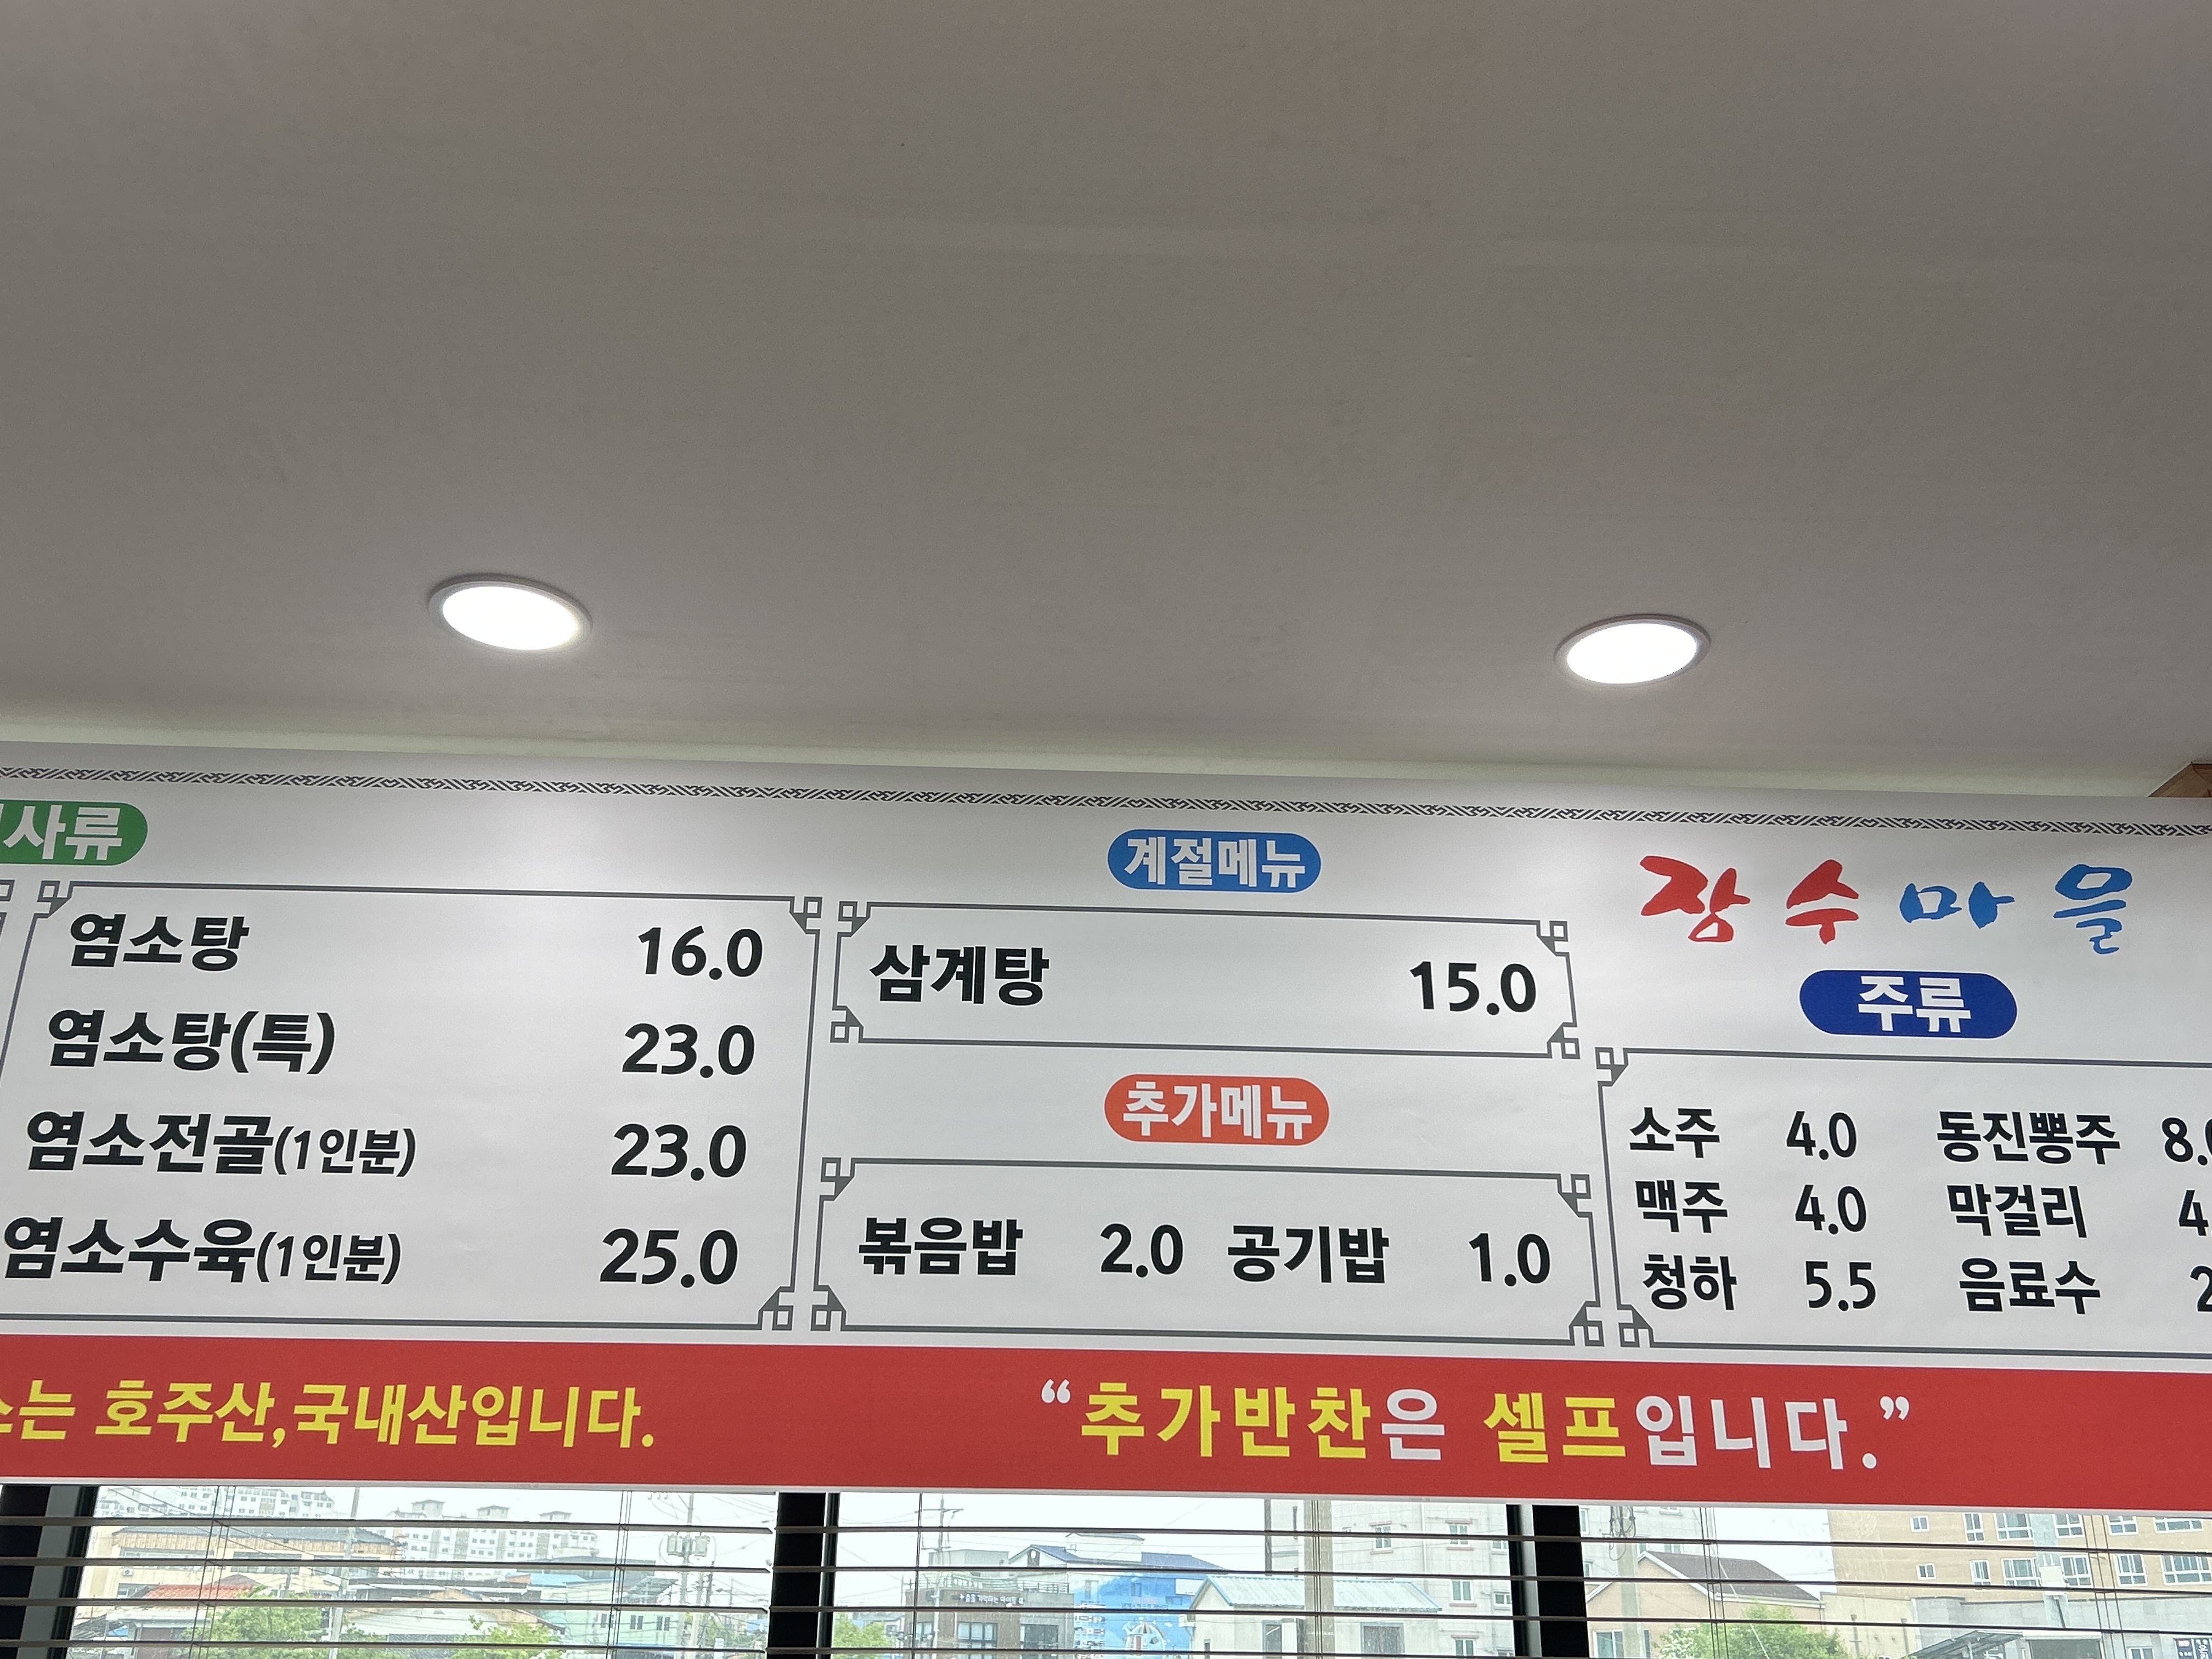 사류
염소탕 16.0
염소탕(특) 23.0
염소전골(1인분) 23.0
염소수육(1인분) 25.0
계절메뉴
삼계탕 15.0
추가메뉴
볶음밥 2.0 공기밥 1.0
장수마을
주류
소주 4.0 동진뽕주 8.
맥주 4.0 막걸리 4.
청하 5.5 음료수 2
는 호주산,국내산입니다.
“추가반찬은 셀프입니다.”